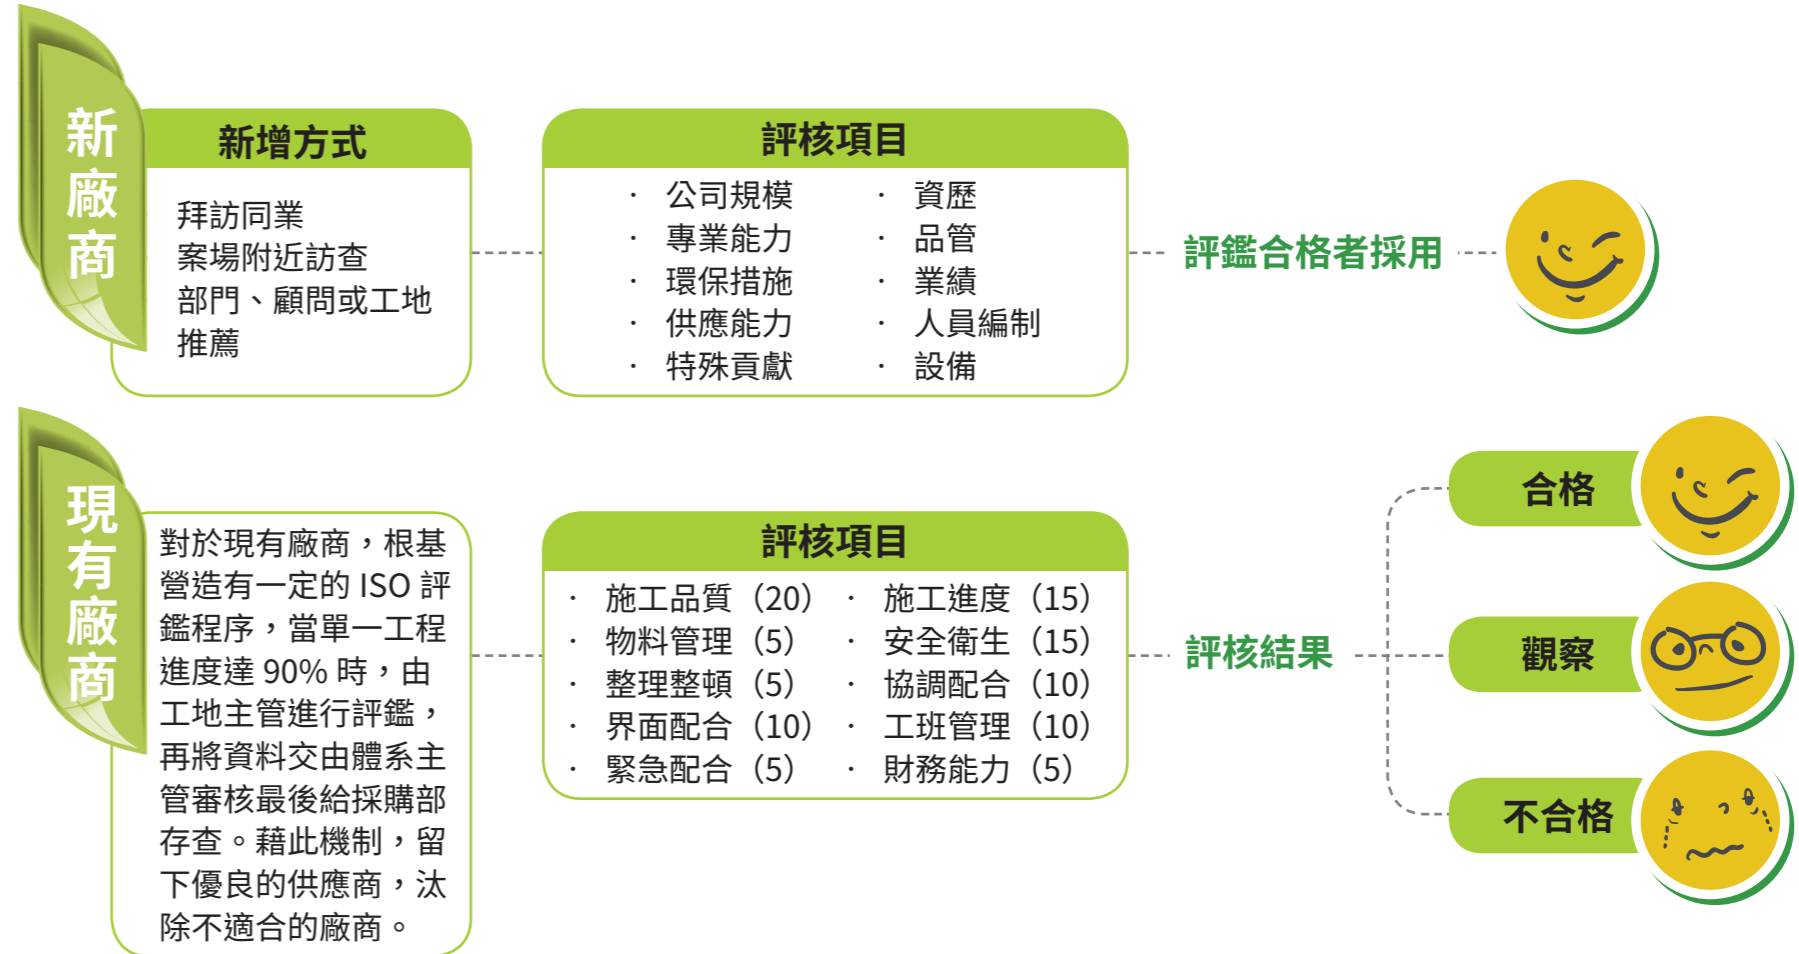 新廠商
新增方式
拜訪同業
案場附近訪查
部門、顧問或工地
推薦
評核項目
· 公司規模 · 資歷
· 專業能力 · 品管
· 環保措施 · 業績
· 供應能力 · 人員編制
· 特殊貢獻 · 設備
評鑑合格者採用
現有廠商
對於現有廠商，根基
營造有一定的 ISO 評
鑑程序，當單一工程
進度達 90% 時，由
工地主管進行評鑑，
再將資料交由體系主
管審核最後給採購部
存查。藉此機制，留
下優良的供應商，汰
除不適合的廠商。
評核項目
· 施工品質（20） · 施工進度（15）
· 物料管理（5） · 安全衛生（15）
· 整理整頓（5） · 協調配合（10）
· 界面配合（10） · 工班管理（10）
· 緊急配合（5） · 財務能力（5）
評核結果
合格
觀察
不合格